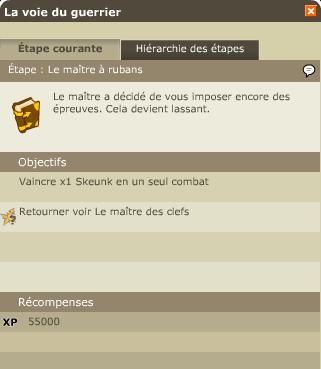 La voie du guerrier
Étape courante
Hiérarchie des étapes
Étape : Le maître à rubans
Le maître a décidé de vous imposer encore des
épreuves. Cela devient lassant.
Objectifs
Vaincre x1 Skeunk en un seul combat
Retourner voir Le maître des clefs
Récompenses
XP 55000